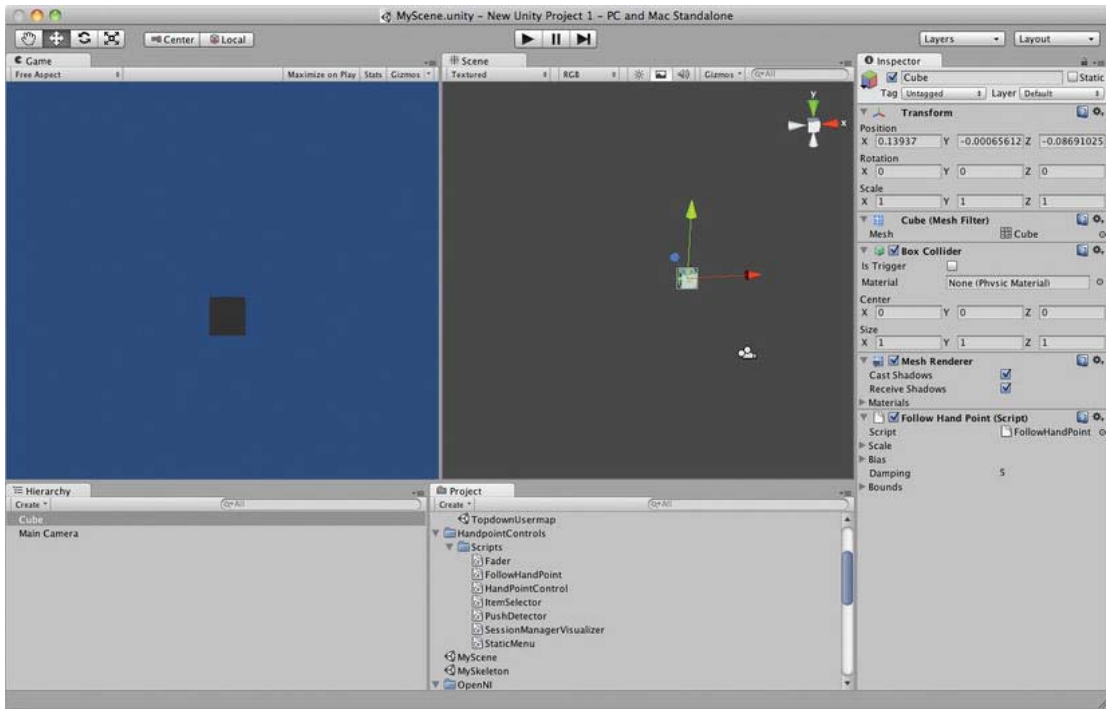 MyScene.unity – New Unity Project 1 – PC and Mac Standalone
Center Local
Layers Layout
Game
Free Aspect Maximize on Play Stats Gizmos
Scene
Textured RGB Gizmos All
y
x
Inspector
Cube Static
Tag Untagged Layer Default
Transform
Position
X 0.13937 Y -0.00065612 Z -0.08691025
Rotation
X 0 Y 0 Z 0
Scale
X 1 Y 1 Z 1
Cube (Mesh Filter)
Mesh Cube
Box Collider
Is Trigger
Material None (Physic Material)
Center
X 0 Y 0 Z 0
Size
X 1 Y 1 Z 1
Mesh Renderer
Cast Shadows
Receive Shadows
Materials
Follow Hand Point (Script)
Script FollowHandPoint
Scale
Bias
Damping 5
Bounds
Hierarchy
Create All
Cube
Main Camera
Project
Create All
TopdownUsermap
HandpointControls
Scripts
Fader
FollowHandPoint
HandPointControl
ItemSelector
PushDetector
SessionManagerVisualizer
StaticMenu
MyScene
MySkeleton
OpenNI